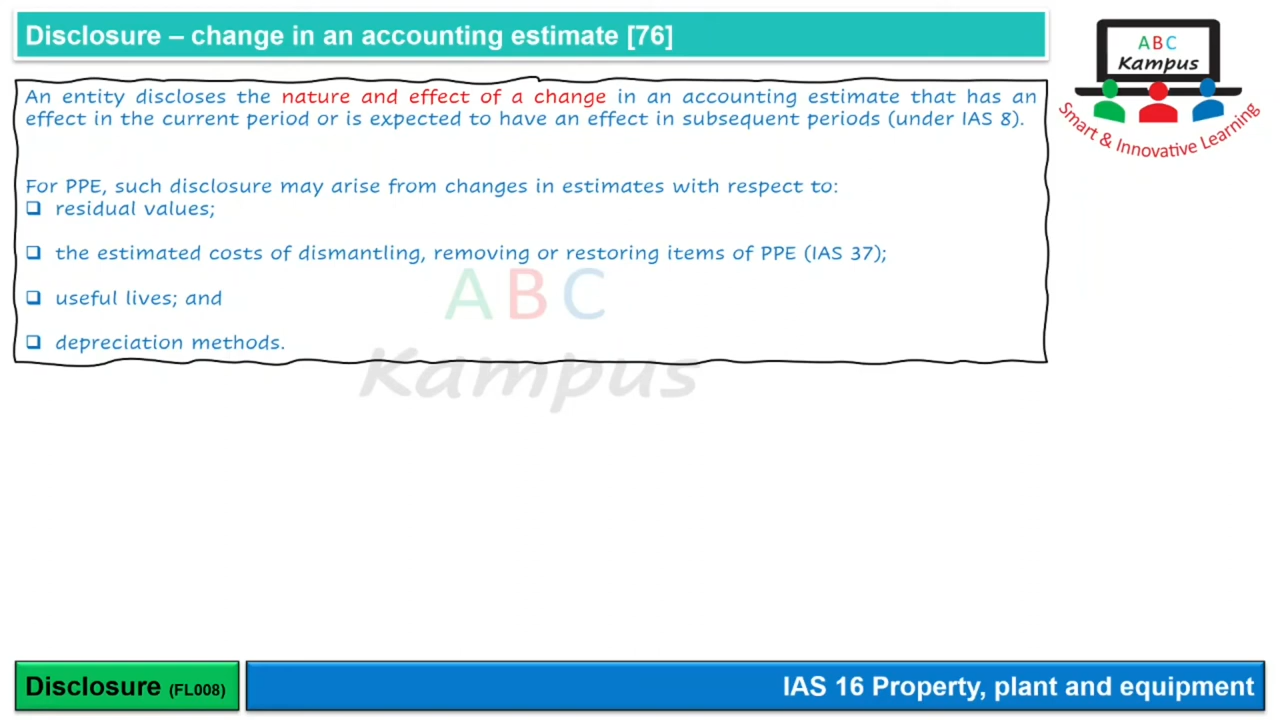 Disclosure – change in an accounting estimate [76]
A B C
Kampus
Smart & Innovative Learning
An entity discloses the nature and effect of a change in an accounting estimate that has an
effect in the current period or is expected to have an effect in subsequent periods (under IAS 8).
For PPE, such disclosure may arise from changes in estimates with respect to:
❑ residual values;
❑ the estimated costs of dismantling, removing or restoring items of PPE (IAS 37);
❑ useful lives; and
❑ depreciation methods.
A B C
Kampus
Disclosure (FL008)
IAS 16 Property, plant and equipment